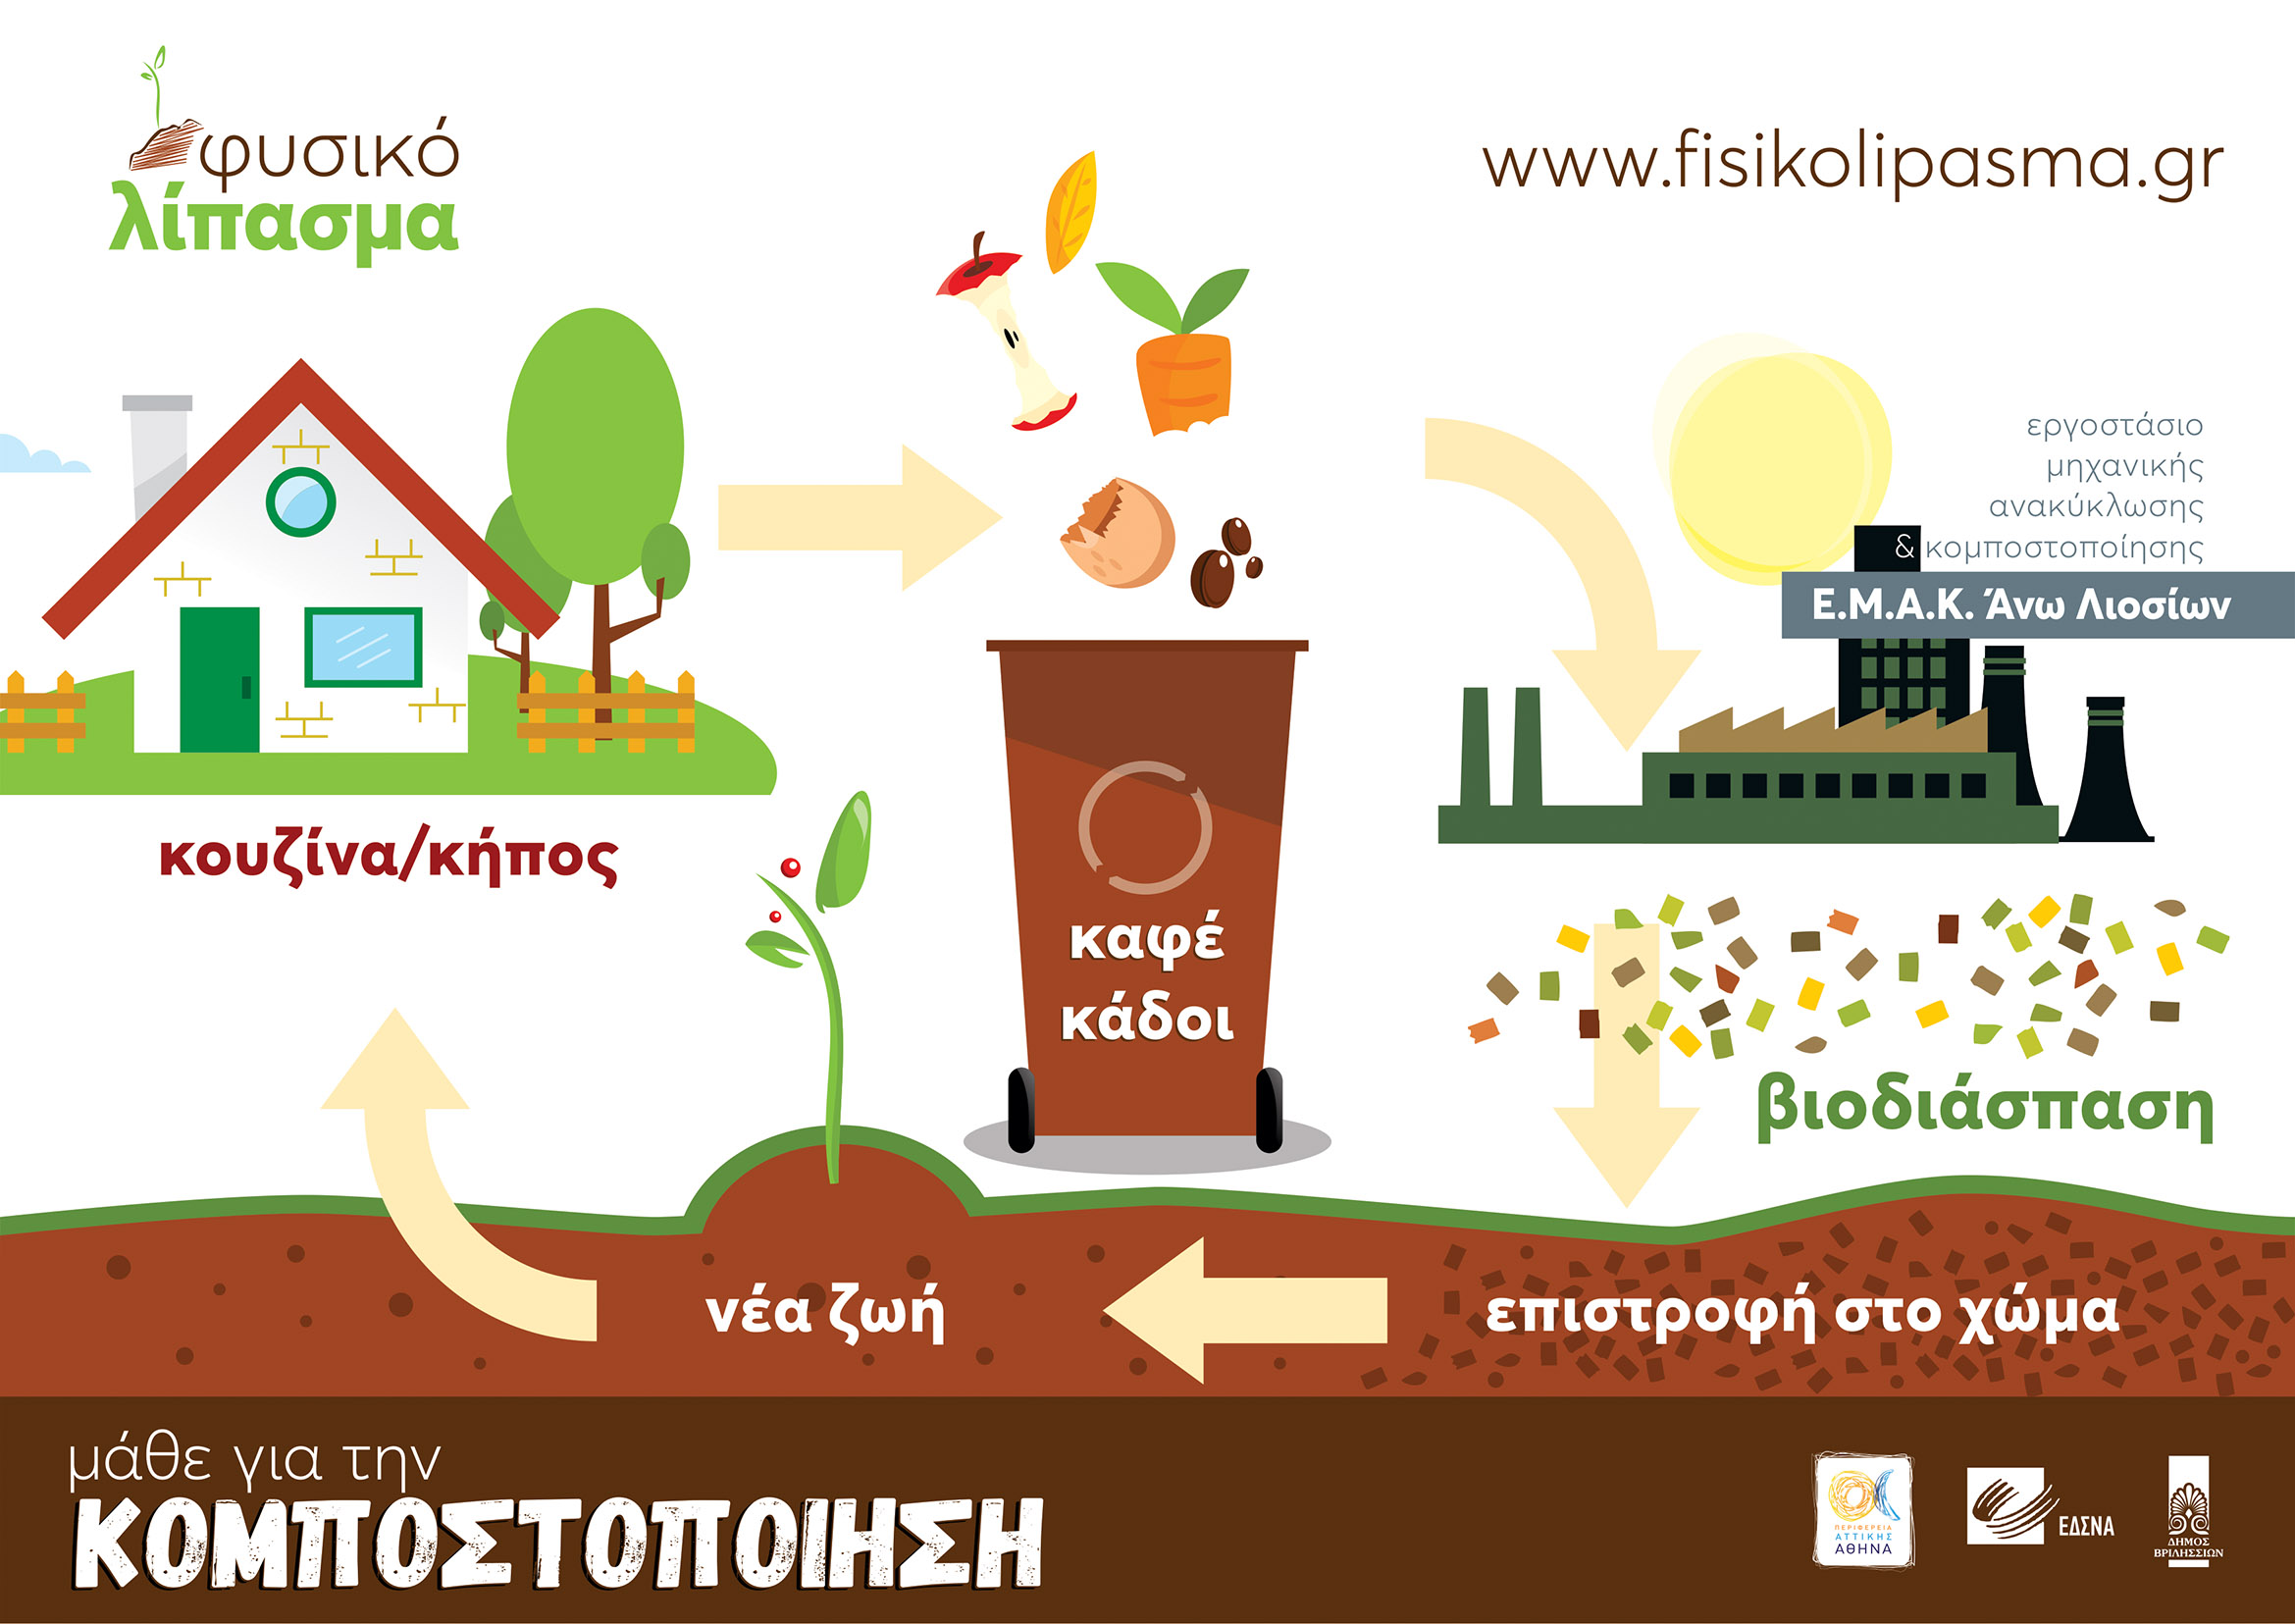 φυσικό
λίπασμα
www.fisikolipasma.gr
εργοστάσιο
μηχανικής
ανακύκλωσης
& κομποστοποίησης
Ε.Μ.Α.Κ. Άνω Λιοσίων
κουζίνα/κήπος
καφέ
κάδοι
βιοδιάσπαση
νέα ζωή
επιστροφή στο χώμα
μάθε για την
ΚΟΜΠΟΣΤΟΠΟΙΗΣΗ
ΠΕΡΙΦΕΡΕΙΑ
ΑΤΤΙΚΗΣ
ΑΘΗΝΑ
ΕΔΣΝΑ
ΔΗΜΟΣ
ΒΡΙΛΗΣΣΙΩΝ